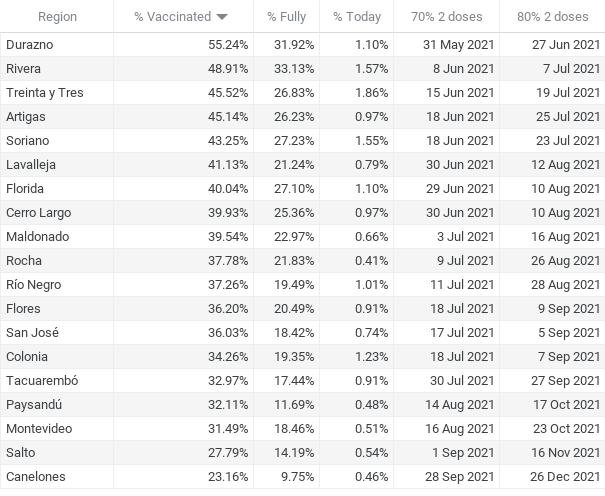 Region % Vaccinated % Fully % Today 70% 2 doses 80% 2 doses
Durazno 55.24% 31.92% 1.10% 31 May 2021 27 Jun 2021
Rivera 48.91% 33.13% 1.57% 8 Jun 2021 7 Jul 2021
Treinta y Tres 45.52% 26.83% 1.86% 15 Jun 2021 19 Jul 2021
Artigas 45.14% 26.23% 0.97% 18 Jun 2021 25 Jul 2021
Soriano 43.25% 27.23% 1.55% 18 Jun 2021 23 Jul 2021
Lavalleja 41.13% 21.24% 0.79% 30 Jun 2021 12 Aug 2021
Florida 40.04% 27.10% 1.10% 29 Jun 2021 10 Aug 2021
Cerro Largo 39.93% 25.36% 0.97% 30 Jun 2021 10 Aug 2021
Maldonado 39.54% 22.97% 0.66% 3 Jul 2021 16 Aug 2021
Rocha 37.78% 21.83% 0.41% 9 Jul 2021 26 Aug 2021
Río Negro 37.26% 19.49% 1.01% 11 Jul 2021 28 Aug 2021
Flores 36.20% 20.49% 0.91% 18 Jul 2021 9 Sep 2021
San José 36.03% 18.42% 0.74% 17 Jul 2021 5 Sep 2021
Colonia 34.26% 19.35% 1.23% 18 Jul 2021 7 Sep 2021
Tacuarembó 32.97% 17.44% 0.91% 30 Jul 2021 27 Sep 2021
Paysandú 32.11% 11.69% 0.48% 14 Aug 2021 17 Oct 2021
Montevideo 31.49% 18.46% 0.51% 16 Aug 2021 23 Oct 2021
Salto 27.79% 14.19% 0.54% 1 Sep 2021 16 Nov 2021
Canelones 23.16% 9.75% 0.46% 28 Sep 2021 26 Dec 2021